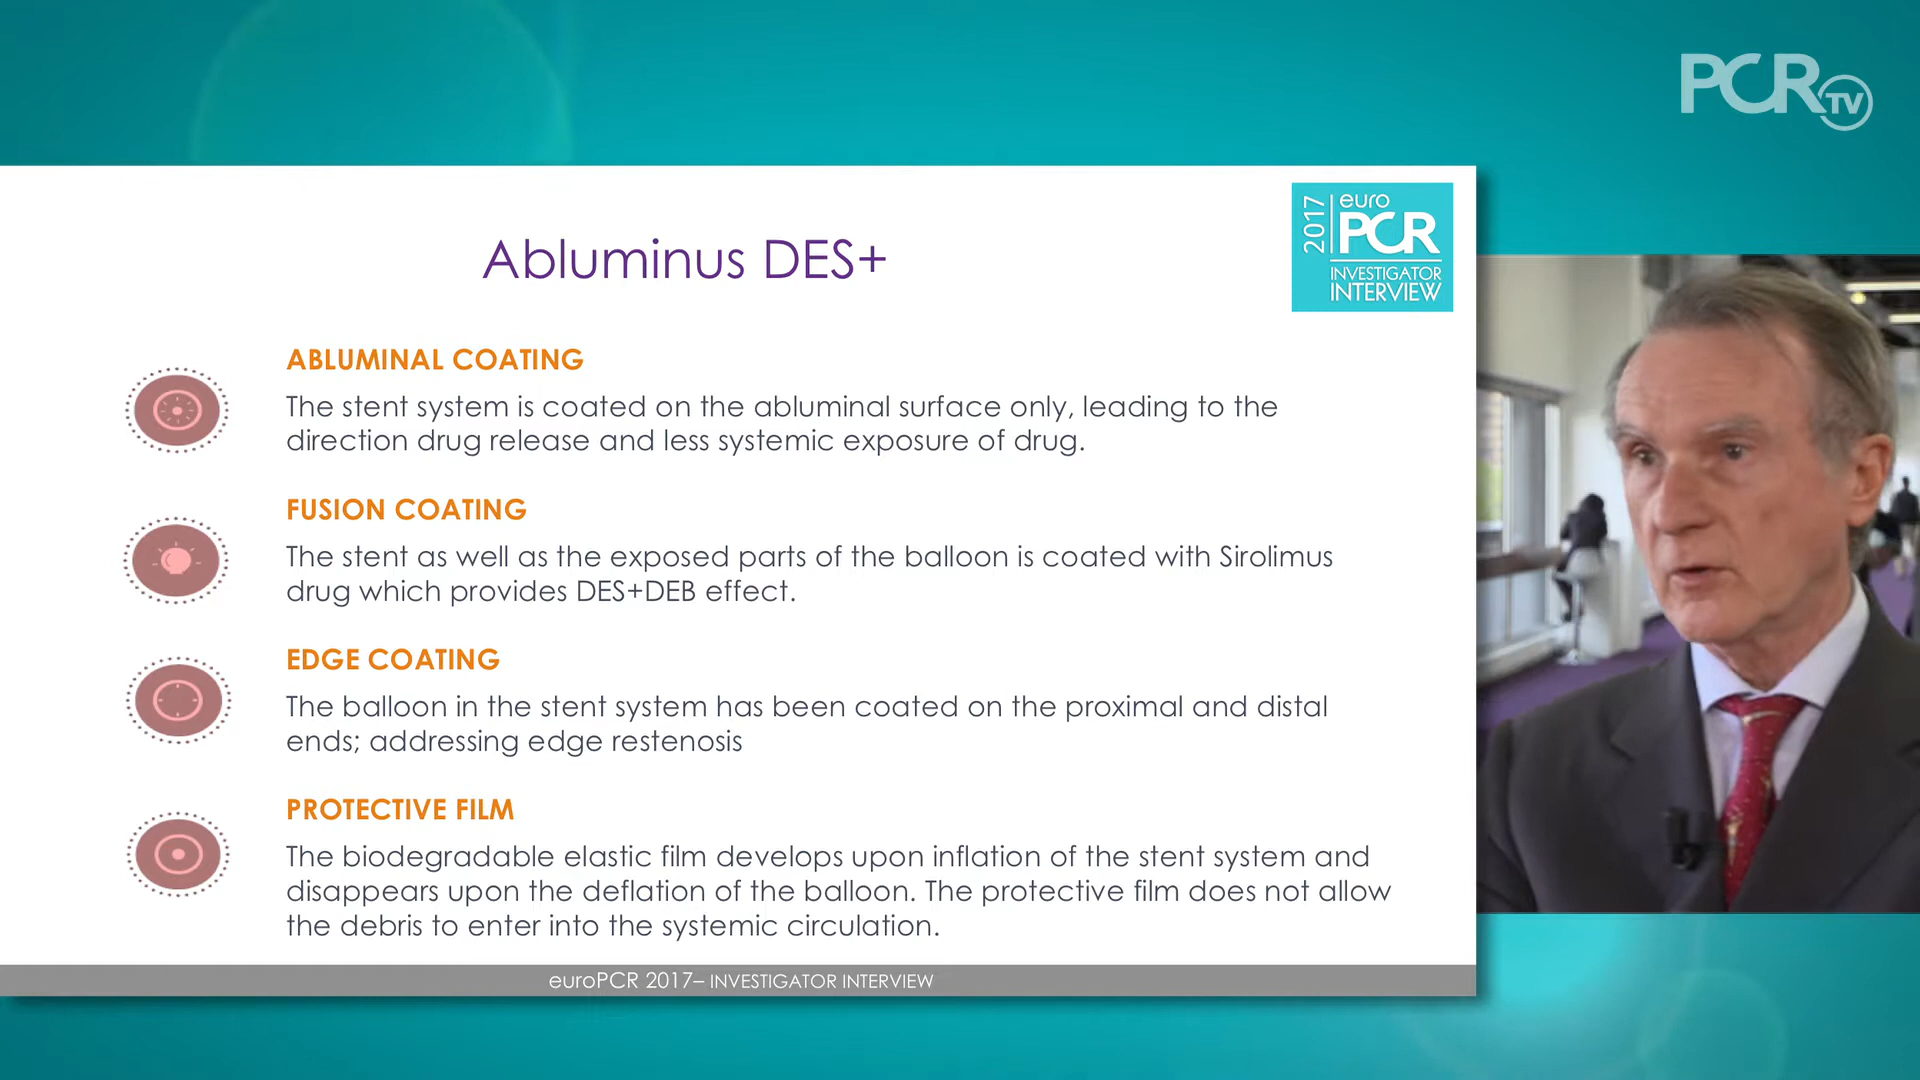 PCR TV
2017 euro
PCR
INVESTIGATOR
INTERVIEW
Abluminus DES+
ABLUMINAL COATING
The stent system is coated on the abluminal surface only, leading to the
direction drug release and less systemic exposure of drug.
FUSION COATING
The stent as well as the exposed parts of the balloon is coated with Sirolimus
drug which provides DES+DEB effect.
EDGE COATING
The balloon in the stent system has been coated on the proximal and distal
ends; addressing edge restenosis
PROTECTIVE FILM
The biodegradable elastic film develops upon inflation of the stent system and
disappears upon the deflation of the balloon. The protective film does not allow
the debris to enter into the systemic circulation.
euroPCR 2017– INVESTIGATOR INTERVIEW